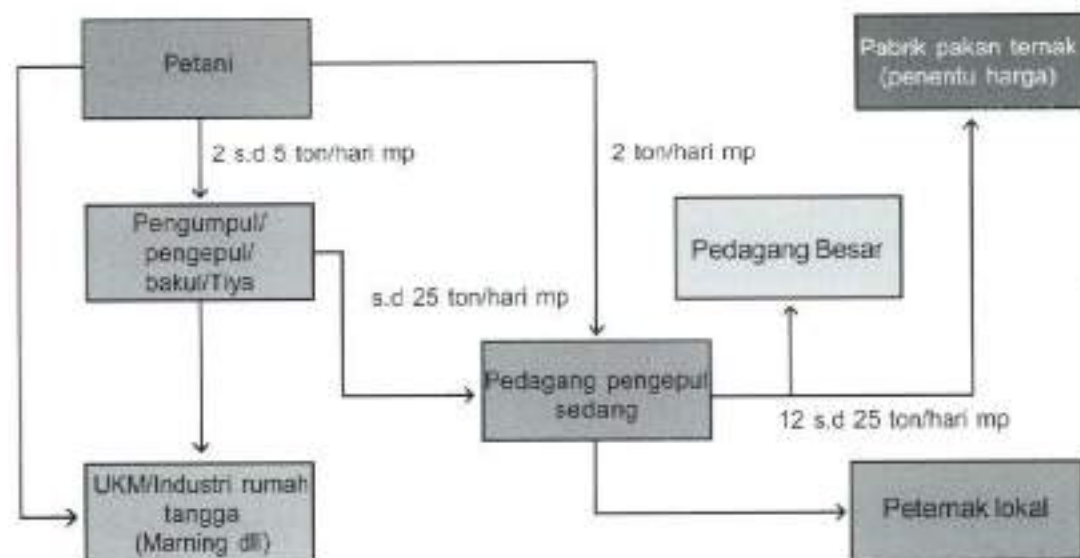 Petani
Pabrik pakan ternak
(penentu harga)
2 s.d 5 ton/hari mp
2 ton/hari mp
Pengumpul/
pengepul/
bakul/Tiya
Pedagang Besar
s.d 25 ton/hari mp
Pedagang pengepul
sedang
12 s.d 25 ton/hari mp
UKM/Industri rumah
tangga
(Marning dll)
Peternak lokal